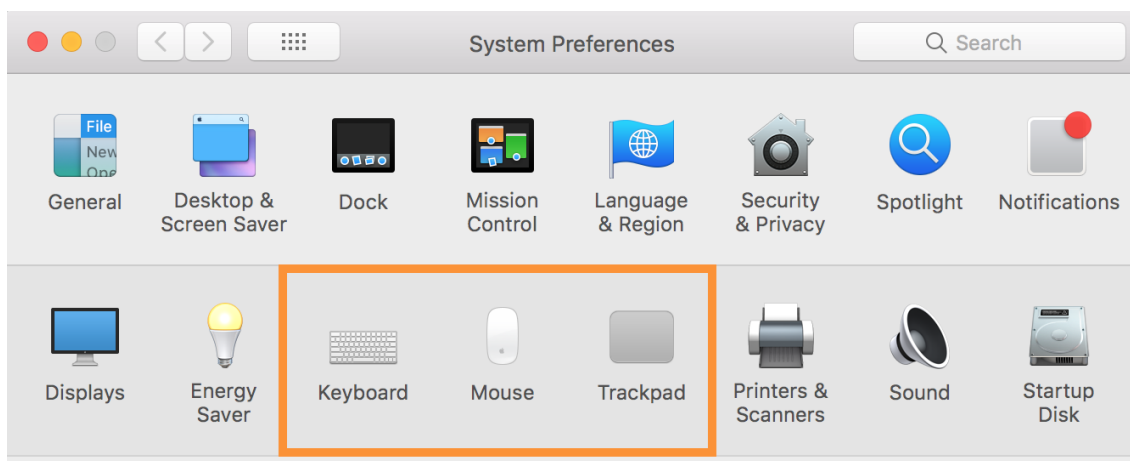 System Preferences
Search
File
New
Ope
General
Desktop &
Screen Saver
Dock
Mission
Control
Language
& Region
Security
& Privacy
Spotlight
Notifications
Displays
Energy
Saver
Keyboard
Mouse
Trackpad
Printers &
Scanners
Sound
Startup
Disk